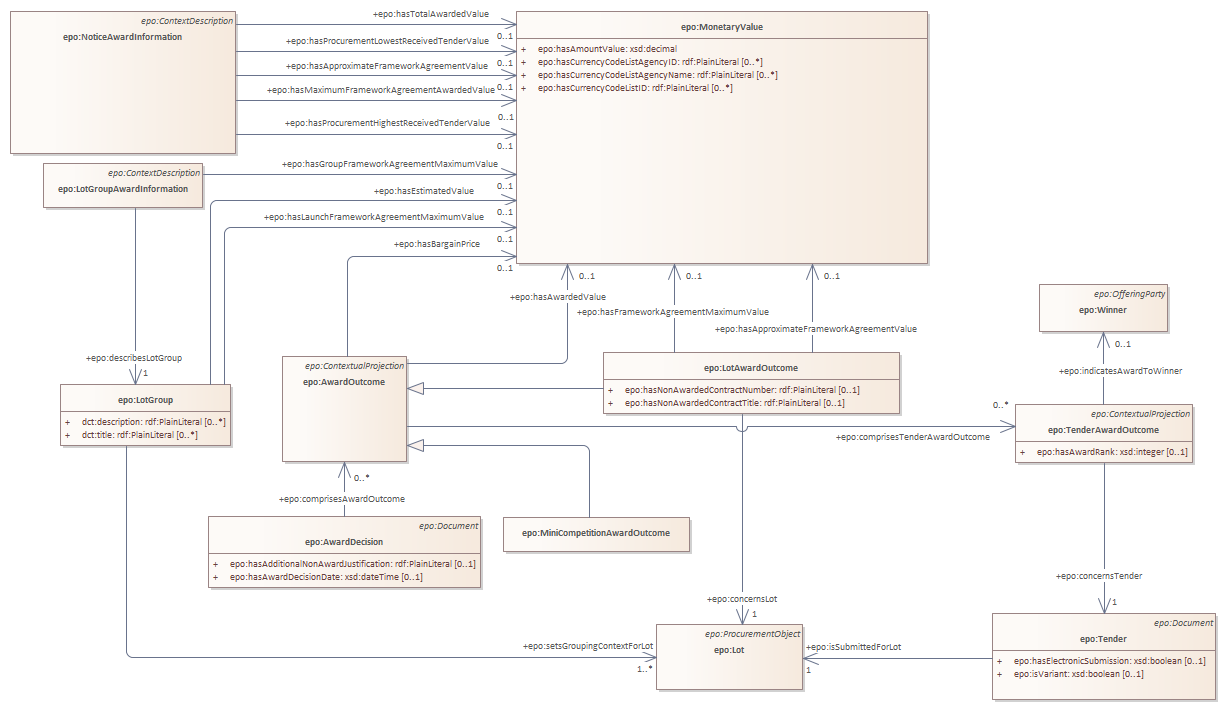 epo:ContextDescription
epo:NoticeAwardInformation
+epo:hasTotalAwardedValue
0..1
+epo:hasProcurementLowestReceivedTenderValue
0..1
+epo:hasApproximateFrameworkAgreementValue
0..1
+epo:hasMaximumFrameworkAgreementAwardedValue
0..1
+epo:hasProcurementHighestReceivedTenderValue
0..1
epo:MonetaryValue
+ epo:hasAmountValue: xsd:decimal
+ epo:hasCurrencyCodeListAgencyID: rdf:PlainLiteral [0..*]
+ epo:hasCurrencyCodeListAgencyName: rdf:PlainLiteral [0..*]
+ epo:hasCurrencyCodeListID: rdf:PlainLiteral [0..*]
epo:ContextDescription
epo:LotGroupAwardInformation
+epo:hasGroupFrameworkAgreementMaximumValue
0..1
+epo:hasEstimatedValue
0..1
+epo:hasLaunchFrameworkAgreementMaximumValue
0..1
+epo:hasBargainPrice
0..1
0..1
0..1
0..1
+epo:hasAwardedValue
+epo:hasFrameworkAgreementMaximumValue
+epo:hasApproximateFrameworkAgreementValue
epo:OfferingParty
epo:Winner
0..1
+epo:indicatesAwardToWinner
+epo:describesLotGroup
1
epo:LotGroup
+ dct:description: rdf:PlainLiteral [0..*]
+ dct:title: rdf:PlainLiteral [0..*]
epo:ContextualProjection
epo:AwardOutcome
epo:LotAwardOutcome
+ epo:hasNonAwardedContractNumber: rdf:PlainLiteral [0..1]
+ epo:hasNonAwardedContractTitle: rdf:PlainLiteral [0..1]
0..*
+epo:comprisesTenderAwardOutcome
epo:ContextualProjection
epo:TenderAwardOutcome
+ epo:hasAwardRank: xsd:integer [0..1]
0..*
+epo:comprisesAwardOutcome
epo:Document
epo:AwardDecision
+ epo:hasAdditionalNonAwardJustification: rdf:PlainLiteral [0..1]
+ epo:hasAwardDecisionDate: xsd:dateTime [0..1]
epo:MiniCompetitionAwardOutcome
+epo:concernsLot
1
+epo:concernsTender
1
+epo:setsGroupingContextForLot
1..*
epo:ProcurementObject
epo:Lot
+epo:isSubmittedForLot
1
epo:Document
epo:Tender
+ epo:hasElectronicSubmission: xsd:boolean [0..1]
+ epo:isVariant: xsd:boolean [0..1]